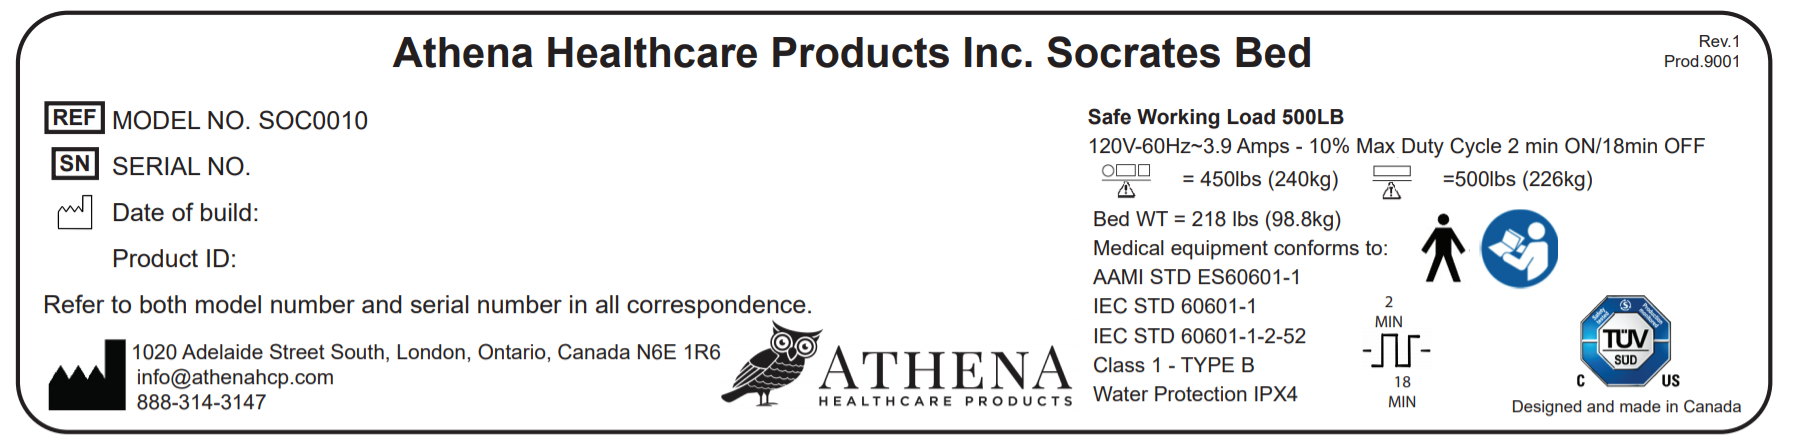 Athena Healthcare Products Inc. Socrates Bed
Rev.1
Prod.9001
REF MODEL NO. SOC0010
SN SERIAL NO.
Date of build:
Product ID:
Refer to both model number and serial number in all correspondence.
1020 Adelaide Street South, London, Ontario, Canada N6E 1R6
info@athenahcp.com
888-314-3147
ATHENA
HEALTHCARE PRODUCTS
Safe Working Load 500LB
120V-60Hz~3.9 Amps - 10% Max Duty Cycle 2 min ON/18min OFF
= 450lbs (240kg) =500lbs (226kg)
Bed WT = 218 lbs (98.8kg)
Medical equipment conforms to:
AAMI STD ES60601-1
IEC STD 60601-1
IEC STD 60601-1-2-52
Class 1 - TYPE B
Water Protection IPX4
2
MIN
18
MIN
TÜV
SÜD
C US
Designed and made in Canada